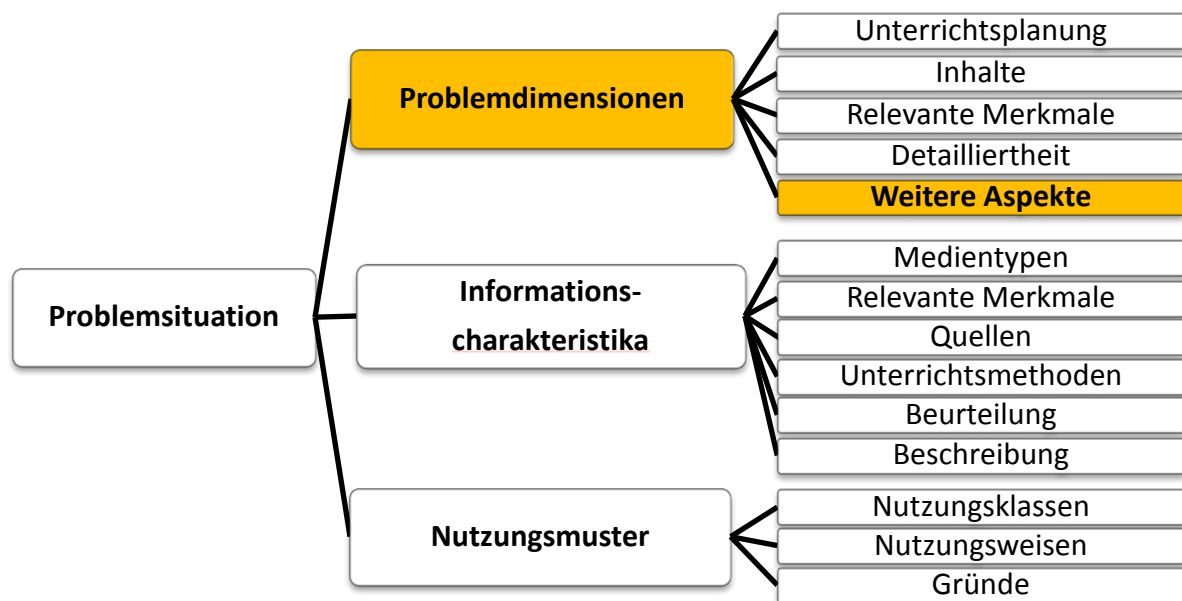 Problemsituation
Problemdimensionen
Unterrichtsplanung
Inhalte
Relevante Merkmale
Detailliertheit
Weitere Aspekte
Informations-
charakteristika
Medientypen
Relevante Merkmale
Quellen
Unterrichtsmethoden
Beurteilung
Beschreibung
Nutzungsmuster
Nutzungsklassen
Nutzungsweisen
Gründe